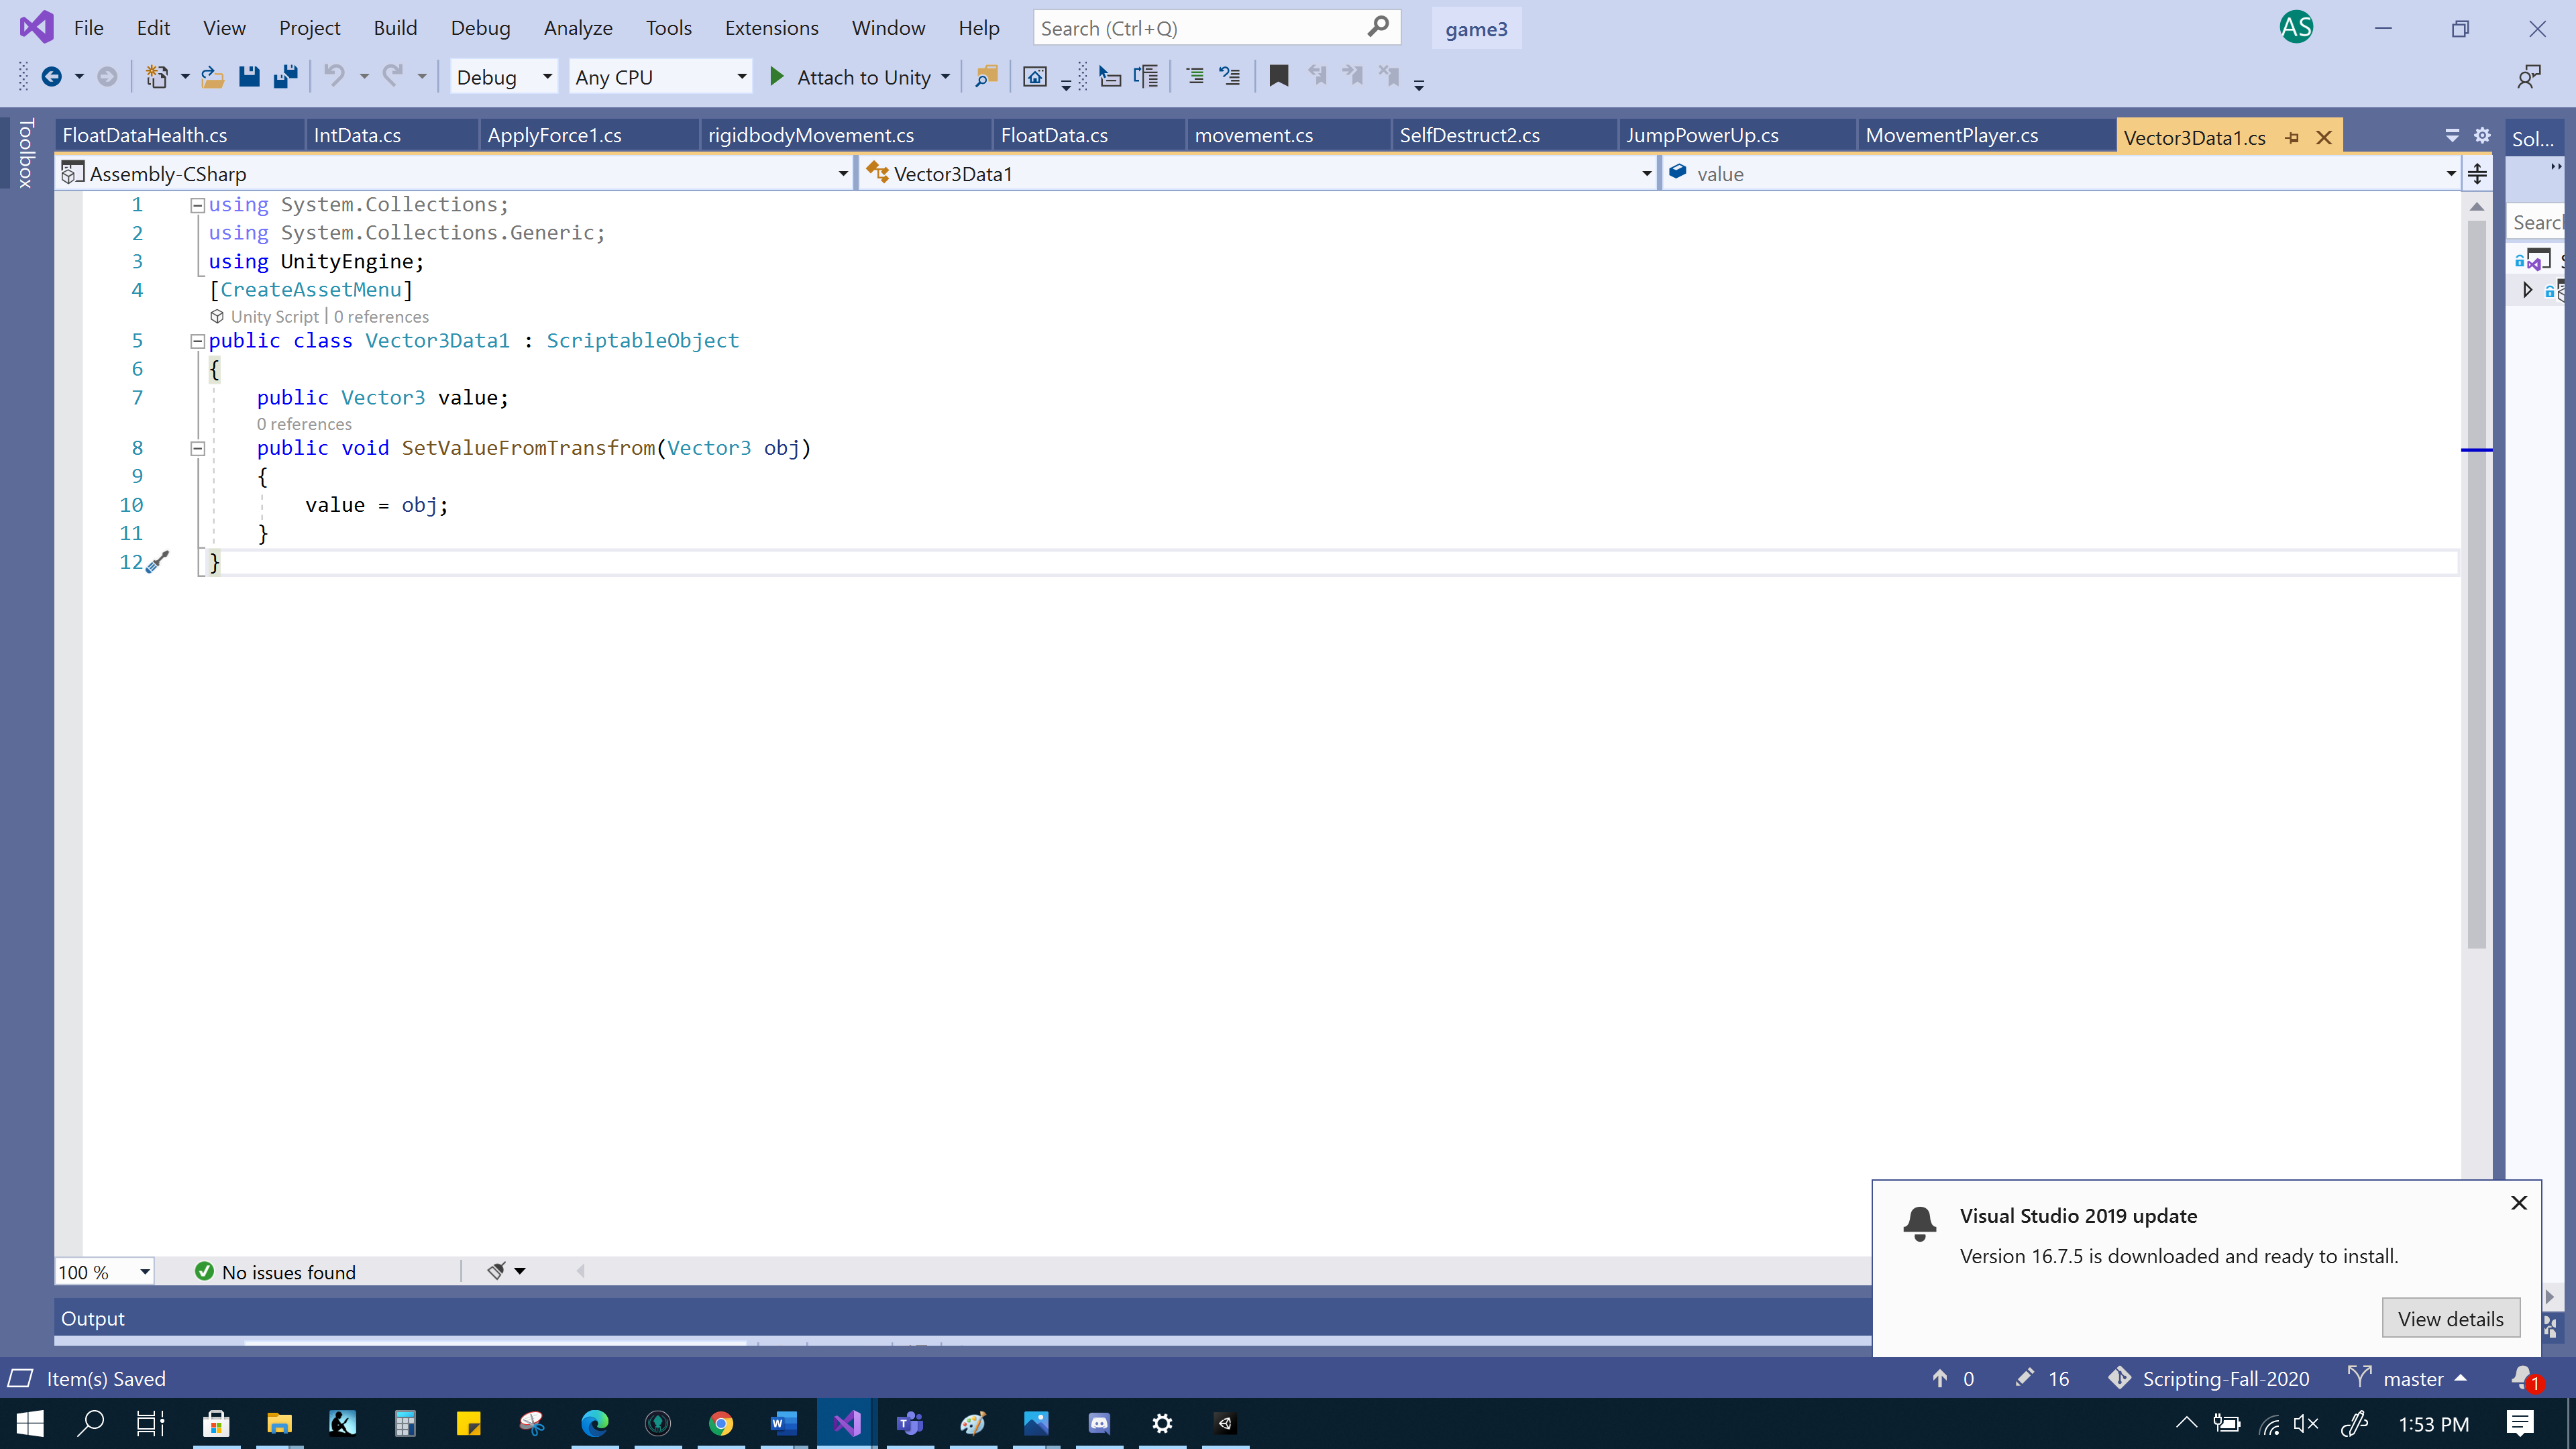 File Edit View Project Build Debug Analyze Tools Extensions Window Help Search (Ctrl+Q) game3 AS
Debug Any CPU Attach to Unity
Toolbox
FloatDataHealth.cs IntData.cs ApplyForce1.cs rigidbodyMovement.cs FloatData.cs movement.cs SelfDestruct2.cs JumpPowerUp.cs MovementPlayer.cs Vector3Data1.cs Sol...
Assembly-CSharp Vector3Data1 value
Searc
1 using System.Collections;
2 using System.Collections.Generic;
3 using UnityEngine;
4 [CreateAssetMenu]
Unity Script | 0 references
5 public class Vector3Data1 : ScriptableObject
6 {
7 public Vector3 value;
0 references
8 public void SetValueFromTransfrom(Vector3 obj)
9 {
10 value = obj;
11 }
12 }
Visual Studio 2019 update
Version 16.7.5 is downloaded and ready to install.
View details
100 % No issues found
Output
Item(s) Saved 0 16 Scripting-Fall-2020 master 1
1:53 PM